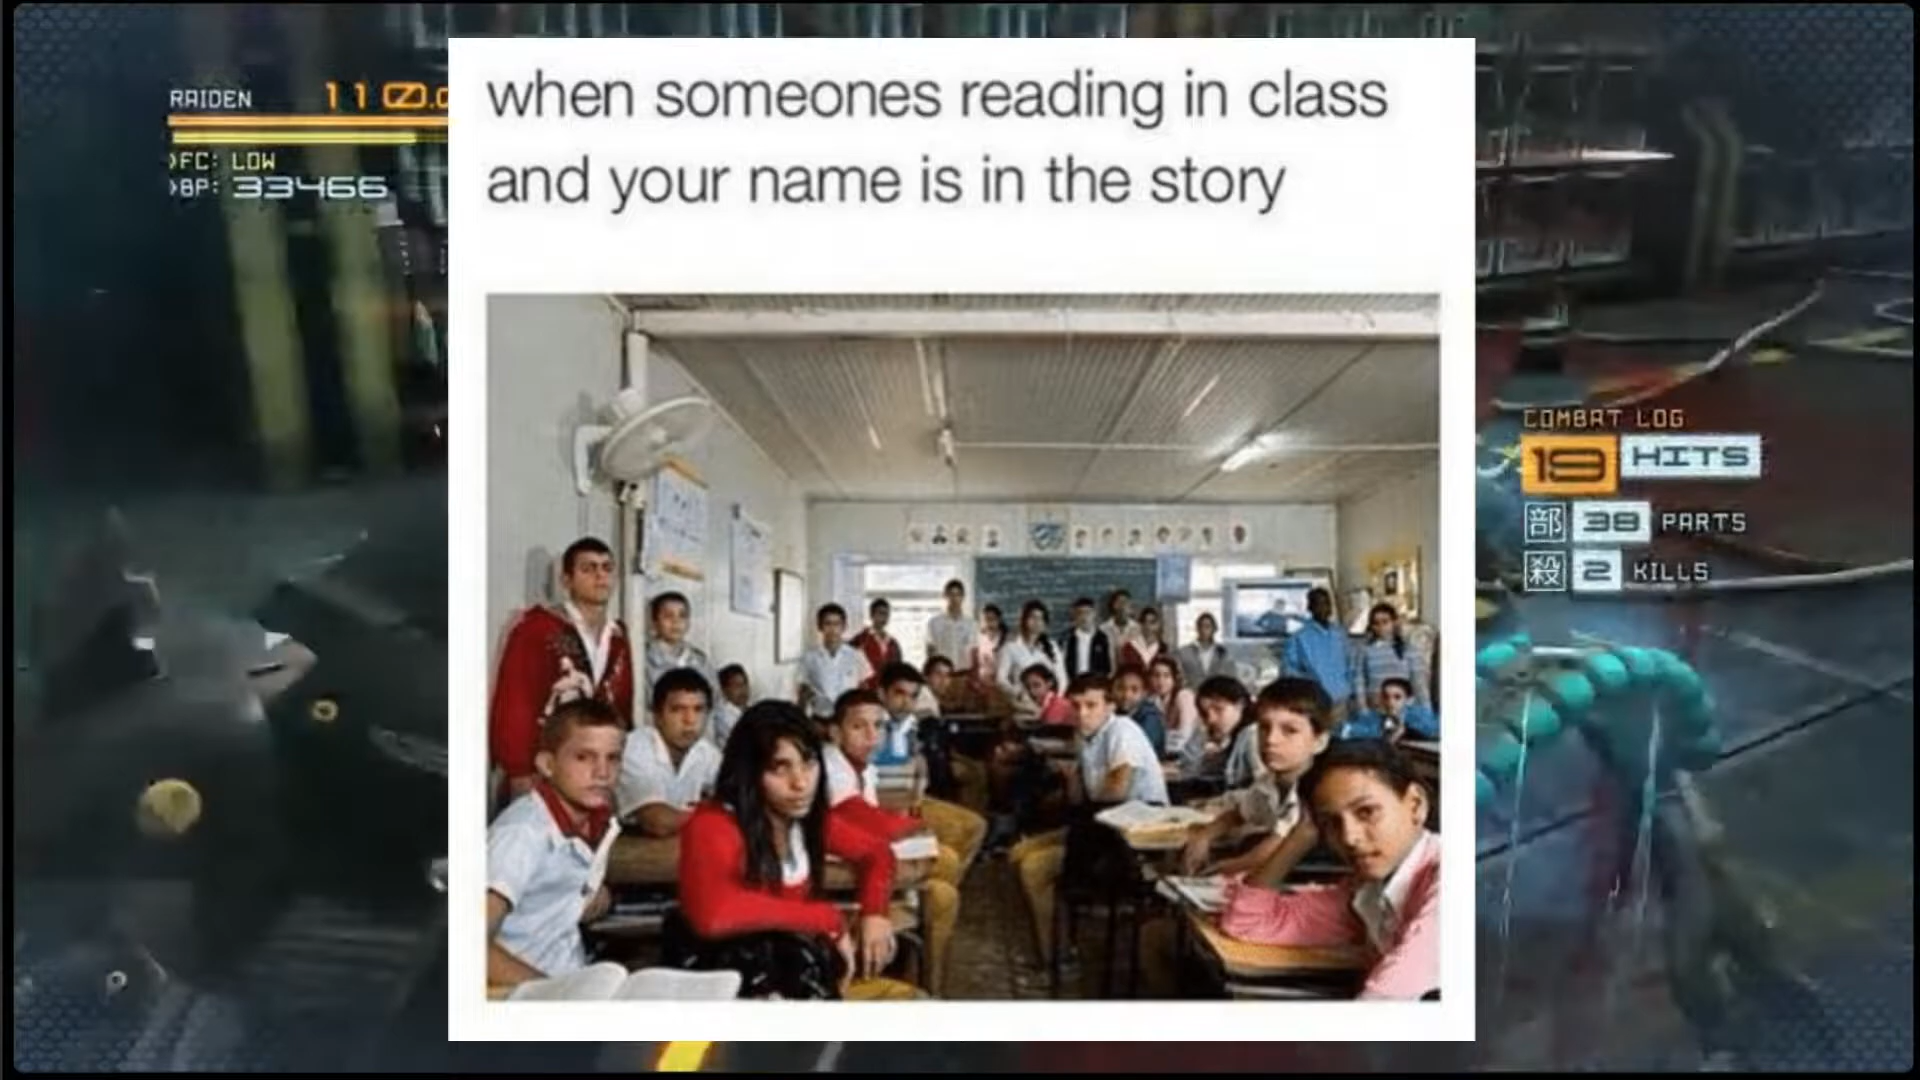 when someones reading in class
and your name is in the story
RAIDEN
›FC: LOW
›BP: 33466
COMBAT LOG
19 HITS
部 38 PARTS
殺 2 KILLS